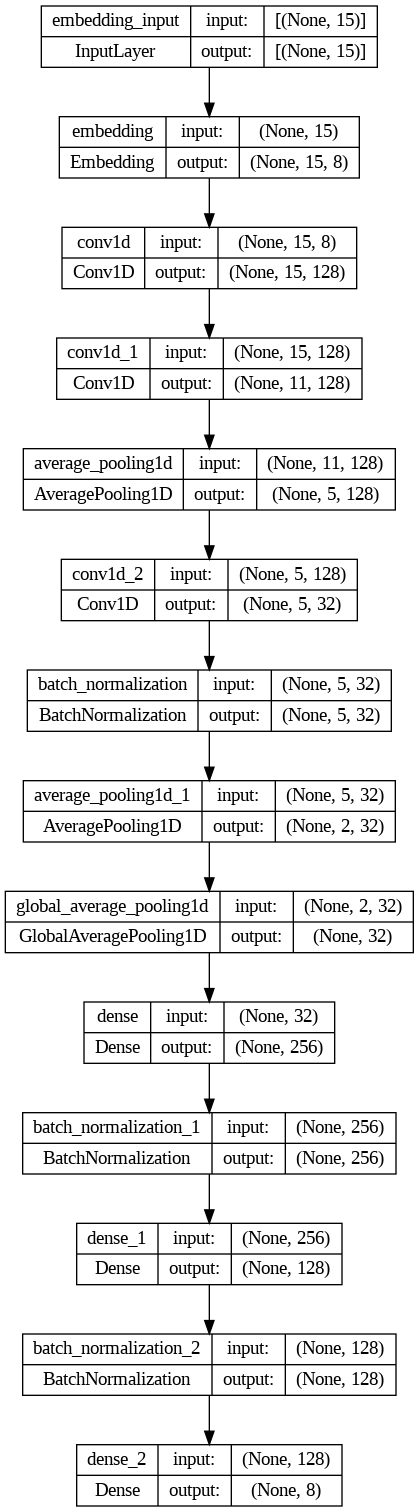 embedding_input input: [(None, 15)]
InputLayer output: [(None, 15)]
embedding input: (None, 15)
Embedding output: (None, 15, 8)
conv1d input: (None, 15, 8)
Conv1D output: (None, 15, 128)
conv1d_1 input: (None, 15, 128)
Conv1D output: (None, 11, 128)
average_pooling1d input: (None, 11, 128)
AveragePooling1D output: (None, 5, 128)
conv1d_2 input: (None, 5, 128)
Conv1D output: (None, 5, 32)
batch_normalization input: (None, 5, 32)
BatchNormalization output: (None, 5, 32)
average_pooling1d_1 input: (None, 5, 32)
AveragePooling1D output: (None, 2, 32)
global_average_pooling1d input: (None, 2, 32)
GlobalAveragePooling1D output: (None, 32)
dense input: (None, 32)
Dense output: (None, 256)
batch_normalization_1 input: (None, 256)
BatchNormalization output: (None, 256)
dense_1 input: (None, 256)
Dense output: (None, 128)
batch_normalization_2 input: (None, 128)
BatchNormalization output: (None, 128)
dense_2 input: (None, 128)
Dense output: (None, 8)